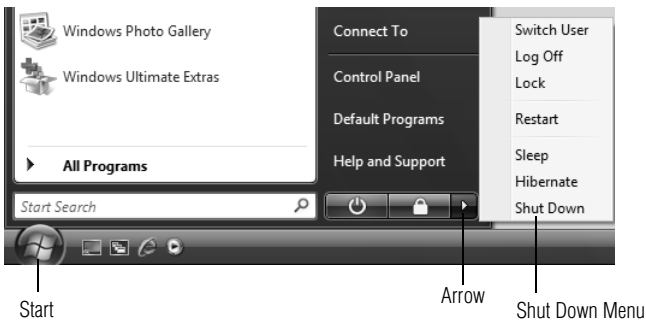 Windows Photo Gallery
Windows Ultimate Extras
All Programs
Start Search
Connect To
Control Panel
Default Programs
Help and Support
Switch User
Log Off
Lock
Restart
Sleep
Hibernate
Shut Down
Start
Arrow
Shut Down Menu